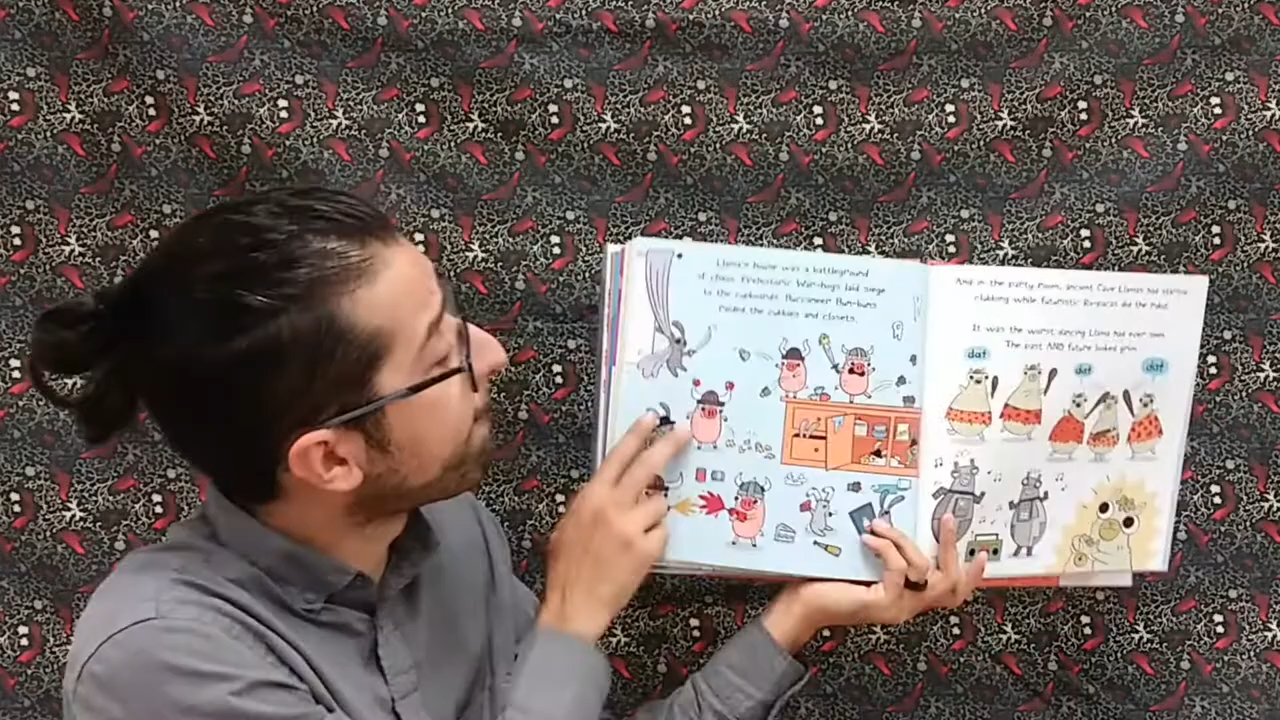 Llama's house was a battleground
of chaos. Prehistoric War-hogs laid siege
to the cupboards. Buccaneer Bun-buns
raided the cubbies and closets.
And in the party room, ancient Cave Llamas had started
clubbing while futuristic Ro-pacas did the robot.
It was the worst dancing Llama had ever seen.
The past AND future looked grim.
dat
dat
dat